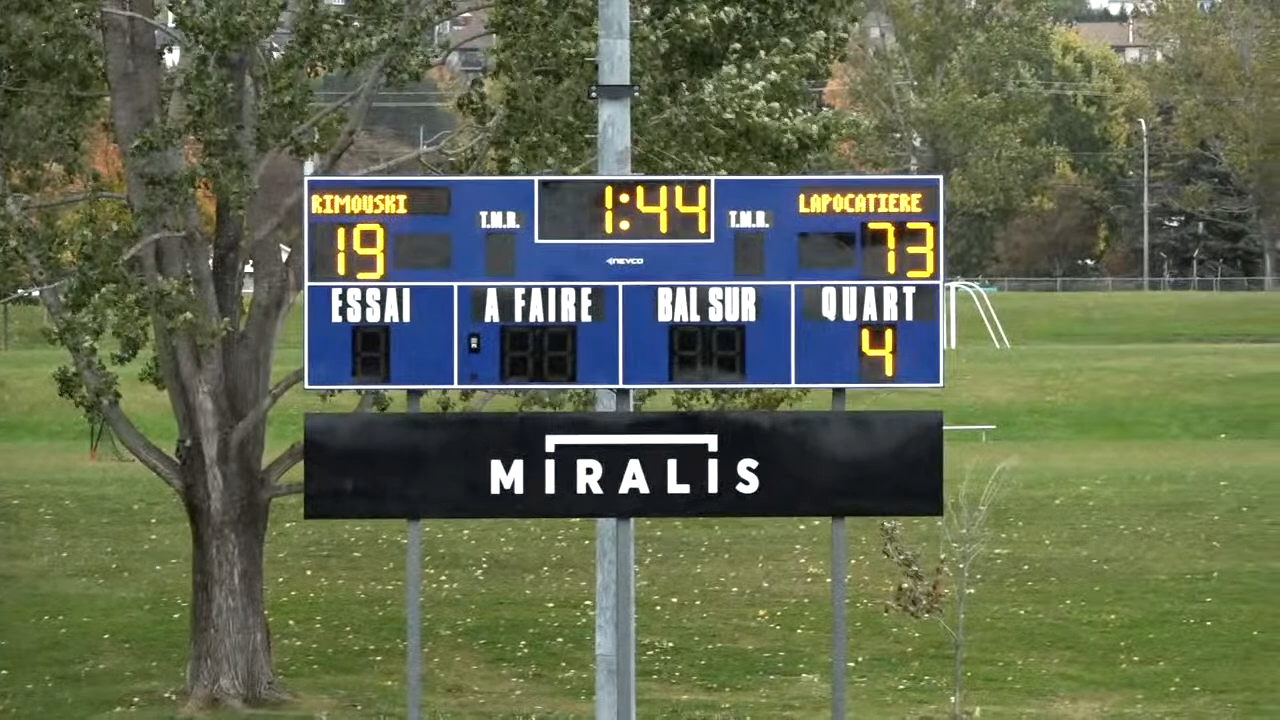 RIMOUSKI
1:44
LAPOCATIERE
T.M.R.
T.M.R.
19
73
NEVCO
ESSAI
A FAIRE
BAL SUR
QUART
4
MIRALIS